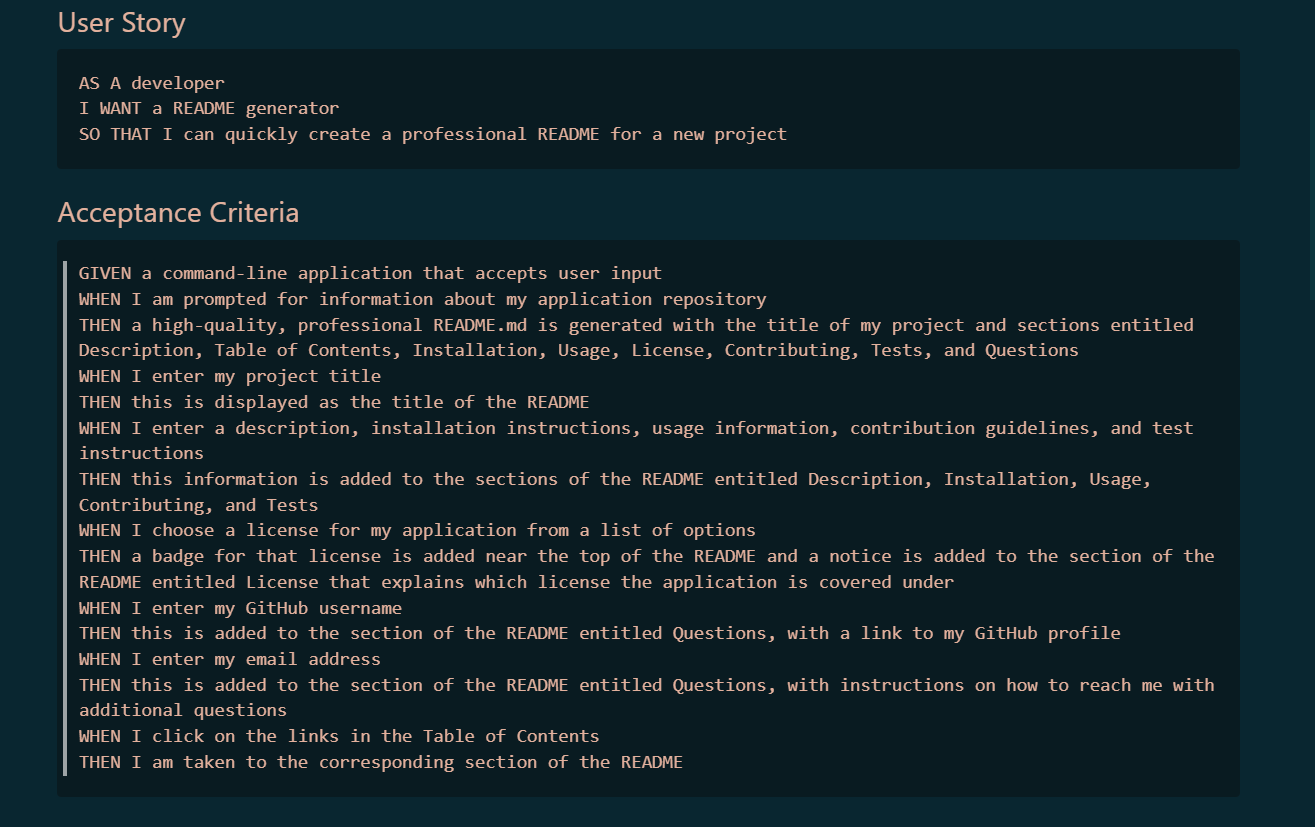 User Story
AS A developer
I WANT a README generator
SO THAT I can quickly create a professional README for a new project
Acceptance Criteria
GIVEN a command-line application that accepts user input
WHEN I am prompted for information about my application repository
THEN a high-quality, professional README.md is generated with the title of my project and sections entitled
Description, Table of Contents, Installation, Usage, License, Contributing, Tests, and Questions
WHEN I enter my project title
THEN this is displayed as the title of the README
WHEN I enter a description, installation instructions, usage information, contribution guidelines, and test
instructions
THEN this information is added to the sections of the README entitled Description, Installation, Usage,
Contributing, and Tests
WHEN I choose a license for my application from a list of options
THEN a badge for that license is added near the top of the README and a notice is added to the section of the
README entitled License that explains which license the application is covered under
WHEN I enter my GitHub username
THEN this is added to the section of the README entitled Questions, with a link to my GitHub profile
WHEN I enter my email address
THEN this is added to the section of the README entitled Questions, with instructions on how to reach me with
additional questions
WHEN I click on the links in the Table of Contents
THEN I am taken to the corresponding section of the README